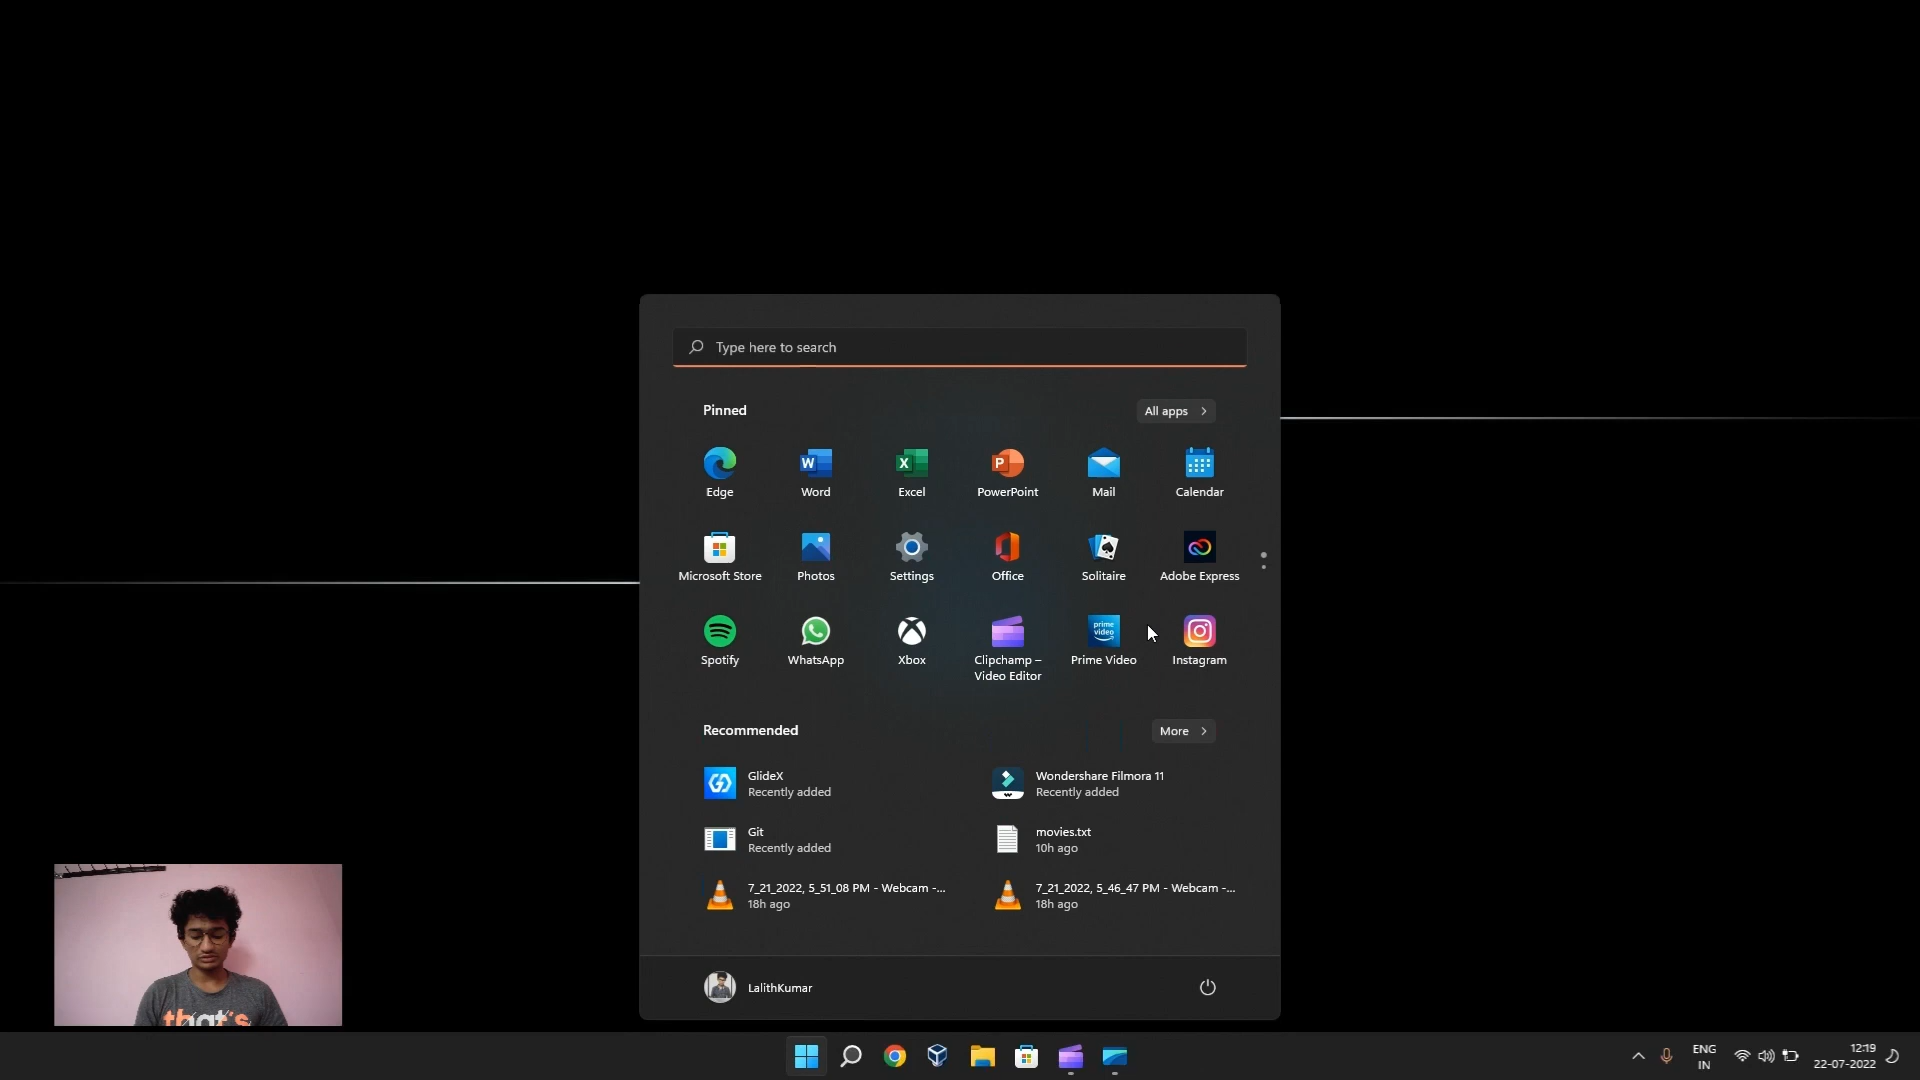 Type here to search
Pinned
All apps
Edge
Word
Excel
PowerPoint
Mail
Calendar
Microsoft Store
Photos
Settings
Office
Solitaire
Adobe Express
prime video
Spotify
WhatsApp
Xbox
Clipchamp –
Video Editor
Prime Video
Instagram
Recommended
More
GlideX
Recently added
Wondershare Filmora 11
Recently added
Git
Recently added
movies.txt
10h ago
7_21_2022, 5_51_08 PM - Webcam -...
18h ago
7_21_2022, 5_46_47 PM - Webcam -...
18h ago
that's
LalithKumar
ENG
IN
12:19
22-07-2022